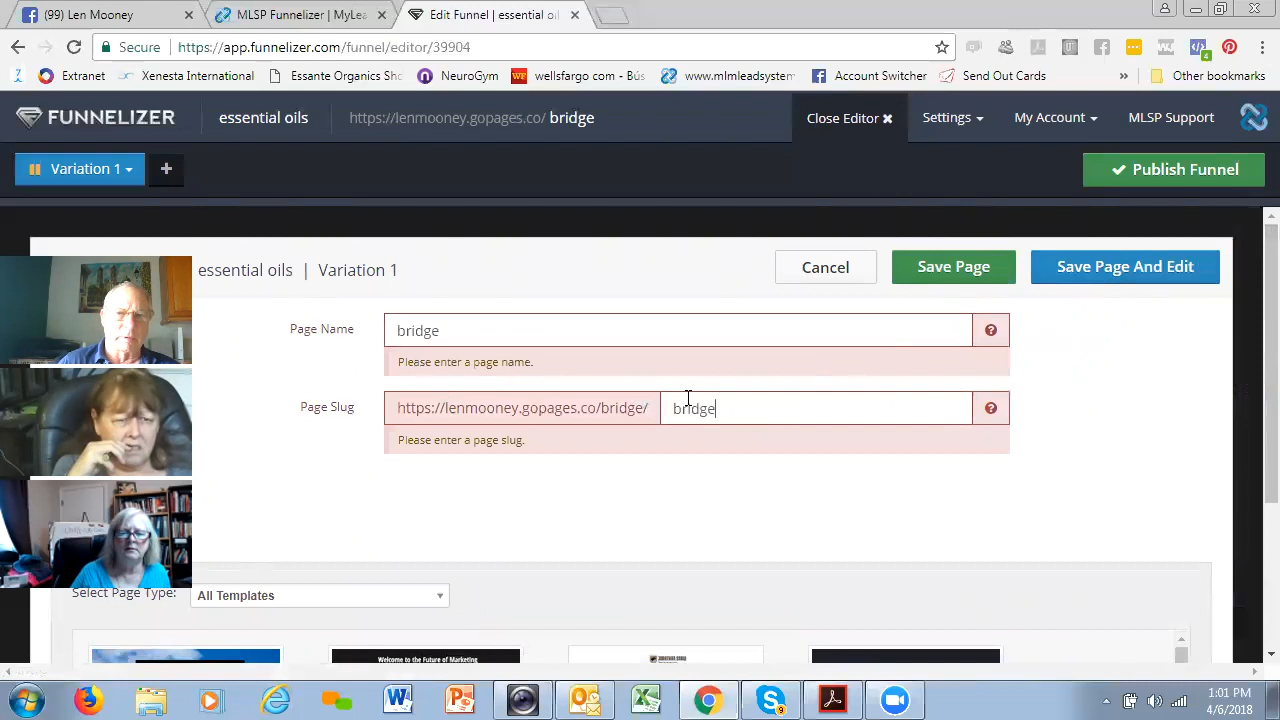 (99) Len Mooney
MLSP Funnelizer | MyLea
Edit Funnel | essential oi
Secure
https://app.funnelizer.com/funnel/editor/39904
4
Extranet
Xenesta International
Essante Organics Sho
NeuroGym
WF
wellsfargo.com - Bus
www.mlmleadsystem
Account Switcher
Send Out Cards
»
Other bookmarks
FUNNELIZER
essential oils
https://lenmooney.gopages.co/ bridge
Close Editor
Settings
My Account
MLSP Support
Variation 1
+
Publish Funnel
essential oils | Variation 1
Cancel
Save Page
Save Page And Edit
Page Name
bridge
Please enter a page name.
Page Slug
https://lenmooney.gopages.co/bridge/
bridge
Please enter a page slug.
Select Page Type:
All Templates
Welcome to the Future of Marketing
1:01 PM
4/6/2018